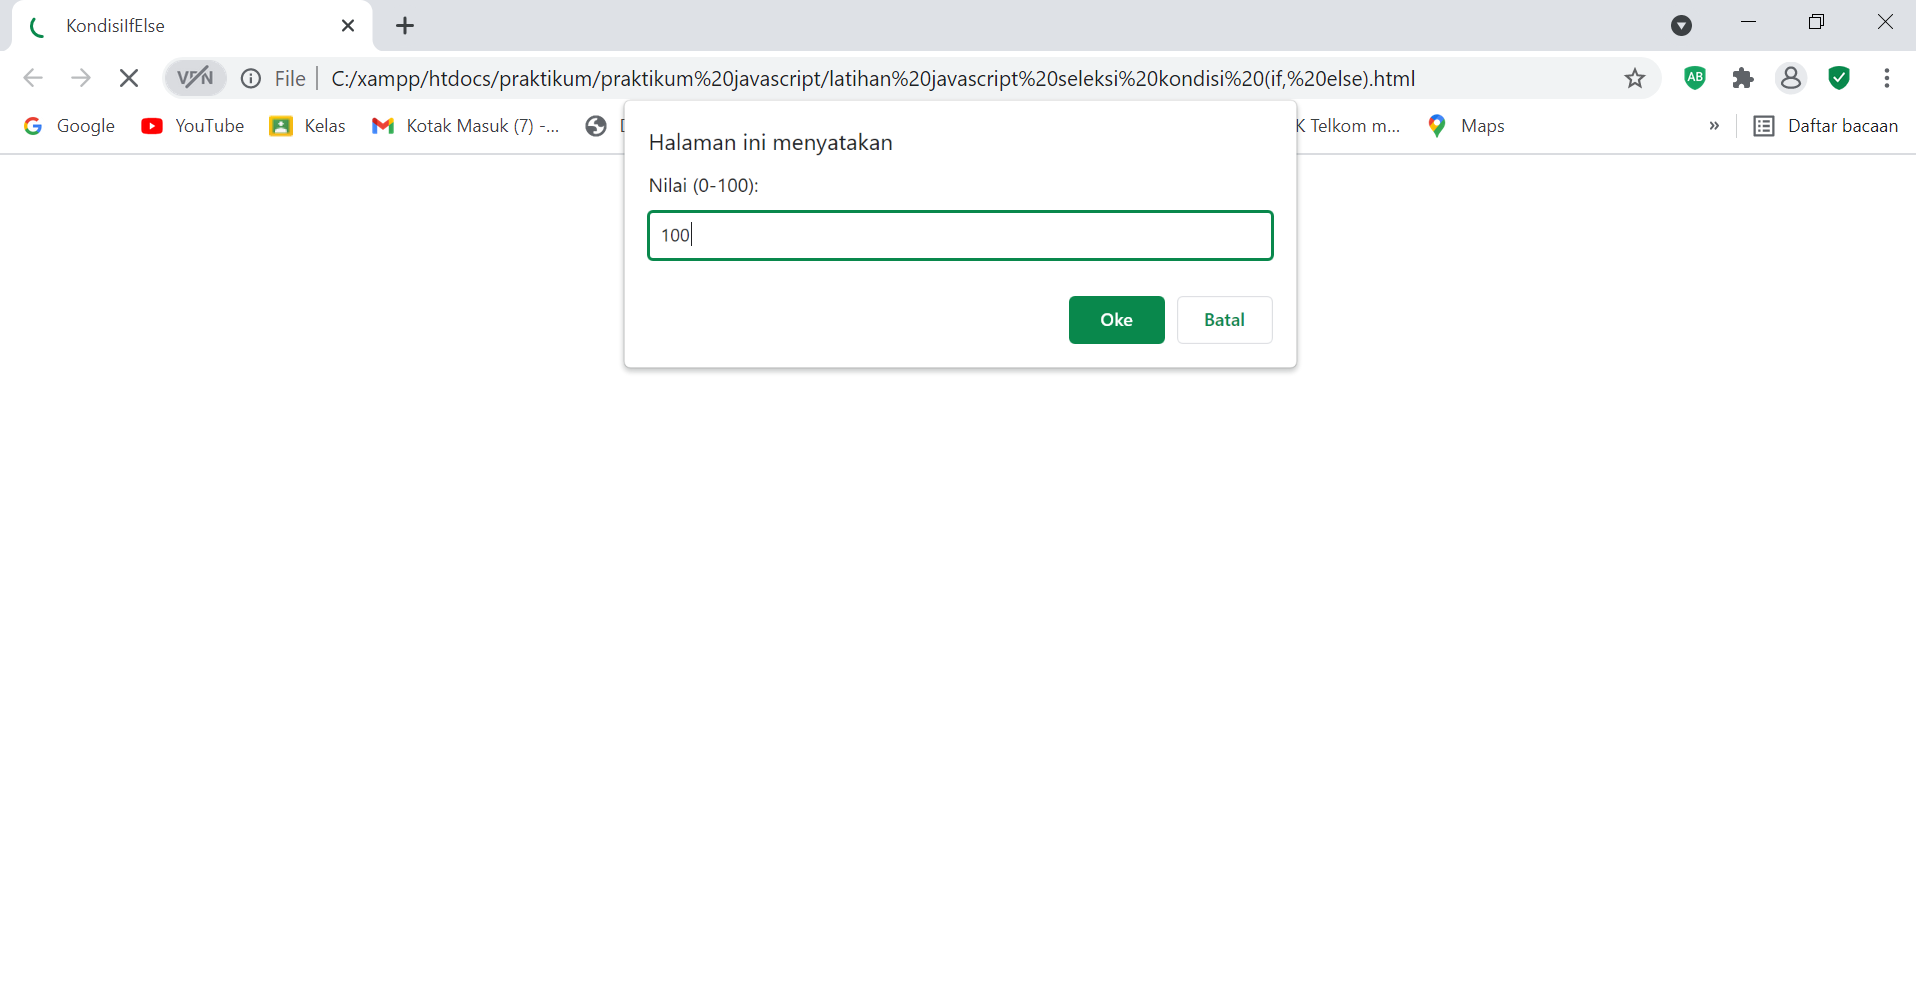 KondisiIfElse
VPN File C:/xampp/htdocs/praktikum/praktikum%20javascript/latihan%20javascript%20seleksi%20kondisi%20(if,%20else).html AB
Google YouTube Kelas Kotak Masuk (7) -... K Telkom m... Maps » Daftar bacaan
Halaman ini menyatakan
Nilai (0-100):
100
Oke Batal